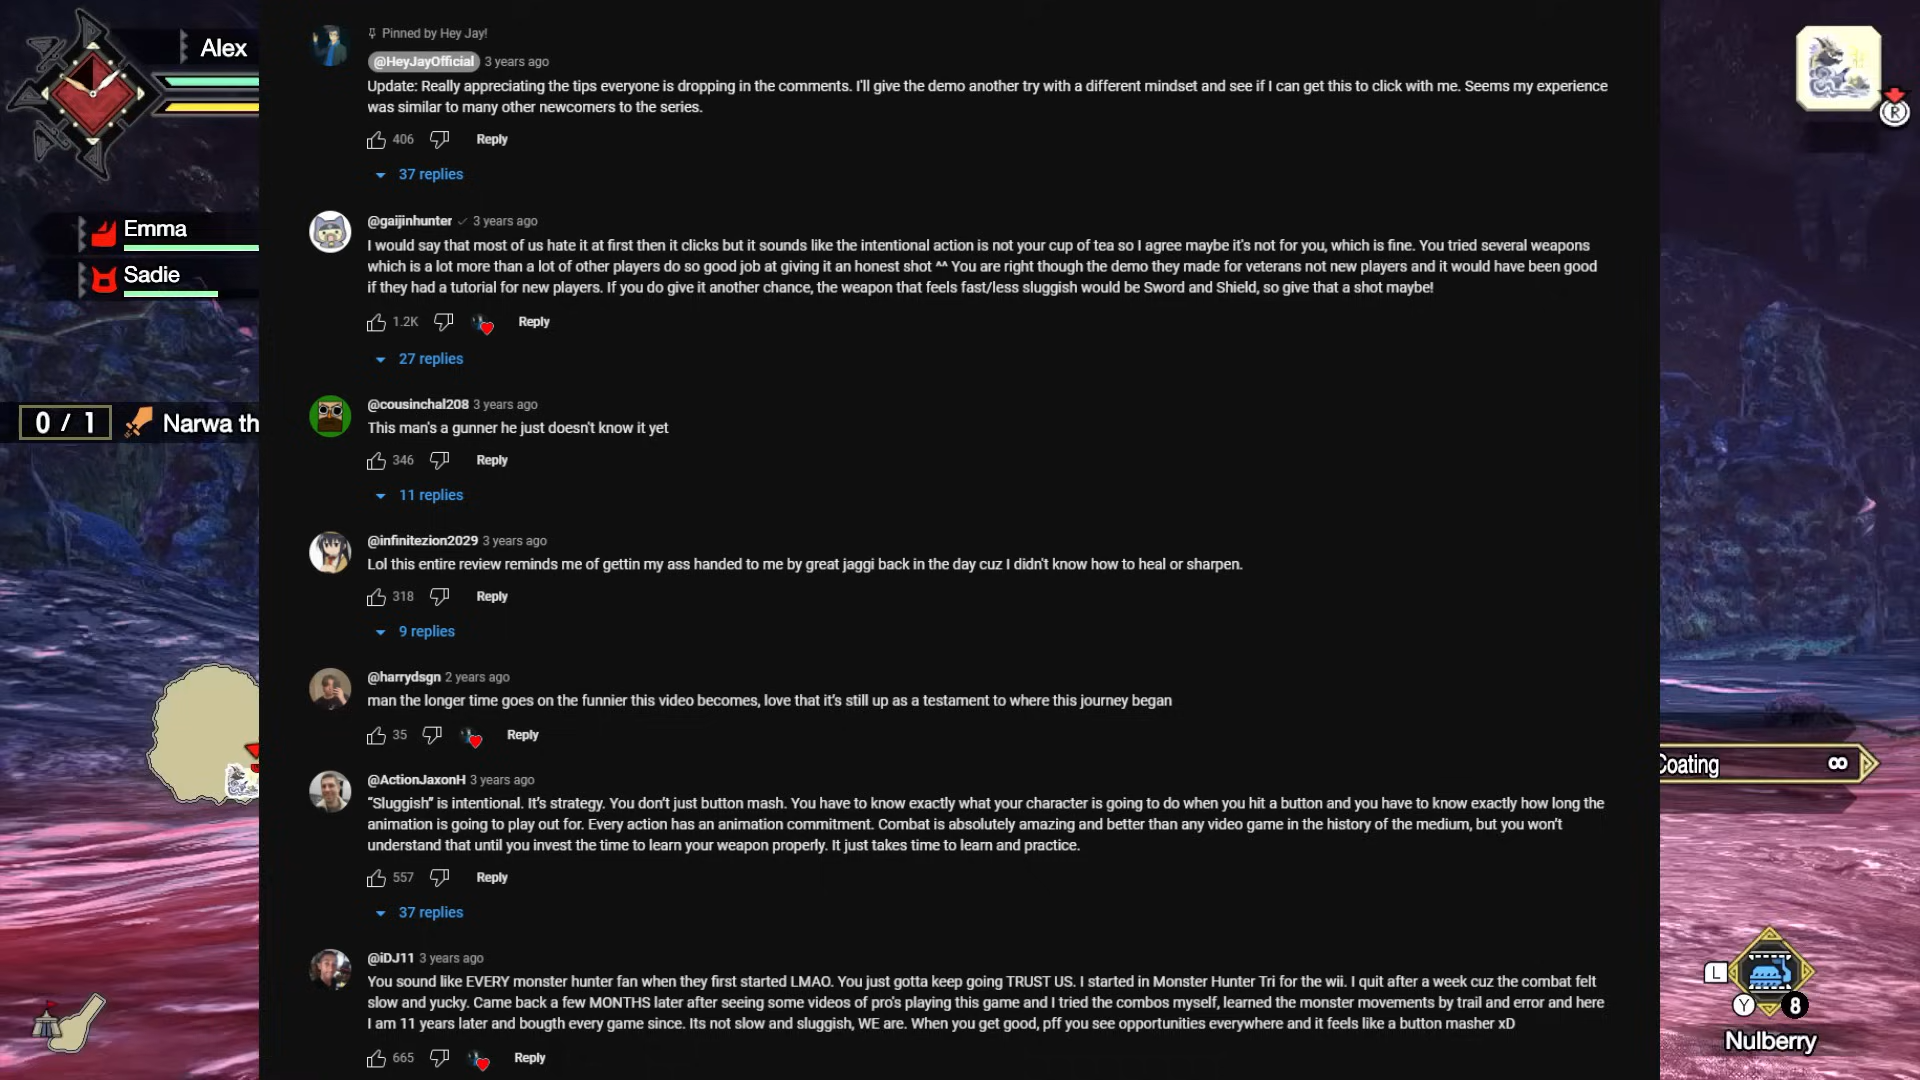 Alex
Emma
Sadie
0 / 1 Narwa th
Pinned by Hey Jay!
@HeyJayOfficial 3 years ago
Update: Really appreciating the tips everyone is dropping in the comments. I'll give the demo another try with a different mindset and see if I can get this to click with me. Seems my experience
was similar to many other newcomers to the series.
406 Reply
37 replies
@gaijinhunter 3 years ago
I would say that most of us hate it at first then it clicks but it sounds like the intentional action is not your cup of tea so I agree maybe it's not for you, which is fine. You tried several weapons
which is a lot more than a lot of other players do so good job at giving it an honest shot ^^ You are right though the demo they made for veterans not new players and it would have been good
if they had a tutorial for new players. If you do give it another chance, the weapon that feels fast/less sluggish would be Sword and Shield, so give that a shot maybe!
1.2K Reply
27 replies
@cousinchal208 3 years ago
This man's a gunner he just doesn't know it yet
346 Reply
11 replies
@infinitezion2029 3 years ago
Lol this entire review reminds me of gettin my ass handed to me by great jaggi back in the day cuz I didn't know how to heal or sharpen.
318 Reply
9 replies
@harrydsgn 2 years ago
man the longer time goes on the funnier this video becomes, love that it's still up as a testament to where this journey began
35 Reply
@ActionJaxonH 3 years ago
“Sluggish” is intentional. It’s strategy. You don’t just button mash. You have to know exactly what your character is going to do when you hit a button and you have to know exactly how long the
animation is going to play out for. Every action has an animation commitment. Combat is absolutely amazing and better than any video game in the history of the medium, but you won’t
understand that until you invest the time to learn your weapon properly. It just takes time to learn and practice.
557 Reply
37 replies
@iDJ11 3 years ago
You sound like EVERY monster hunter fan when they first started LMAO. You just gotta keep going TRUST US. I started in Monster Hunter Tri for the wii. I quit after a week cuz the combat felt
slow and yucky. Came back a few MONTHS later after seeing some videos of pro's playing this game and I tried the combos myself, learned the monster movements by trail and error and here
I am 11 years later and bougth every game since. Its not slow and sluggish, WE are. When you get good, pff you see opportunities everywhere and it feels like a button masher xD
665 Reply
R
Coating ∞
L
Y 8
Nulberry